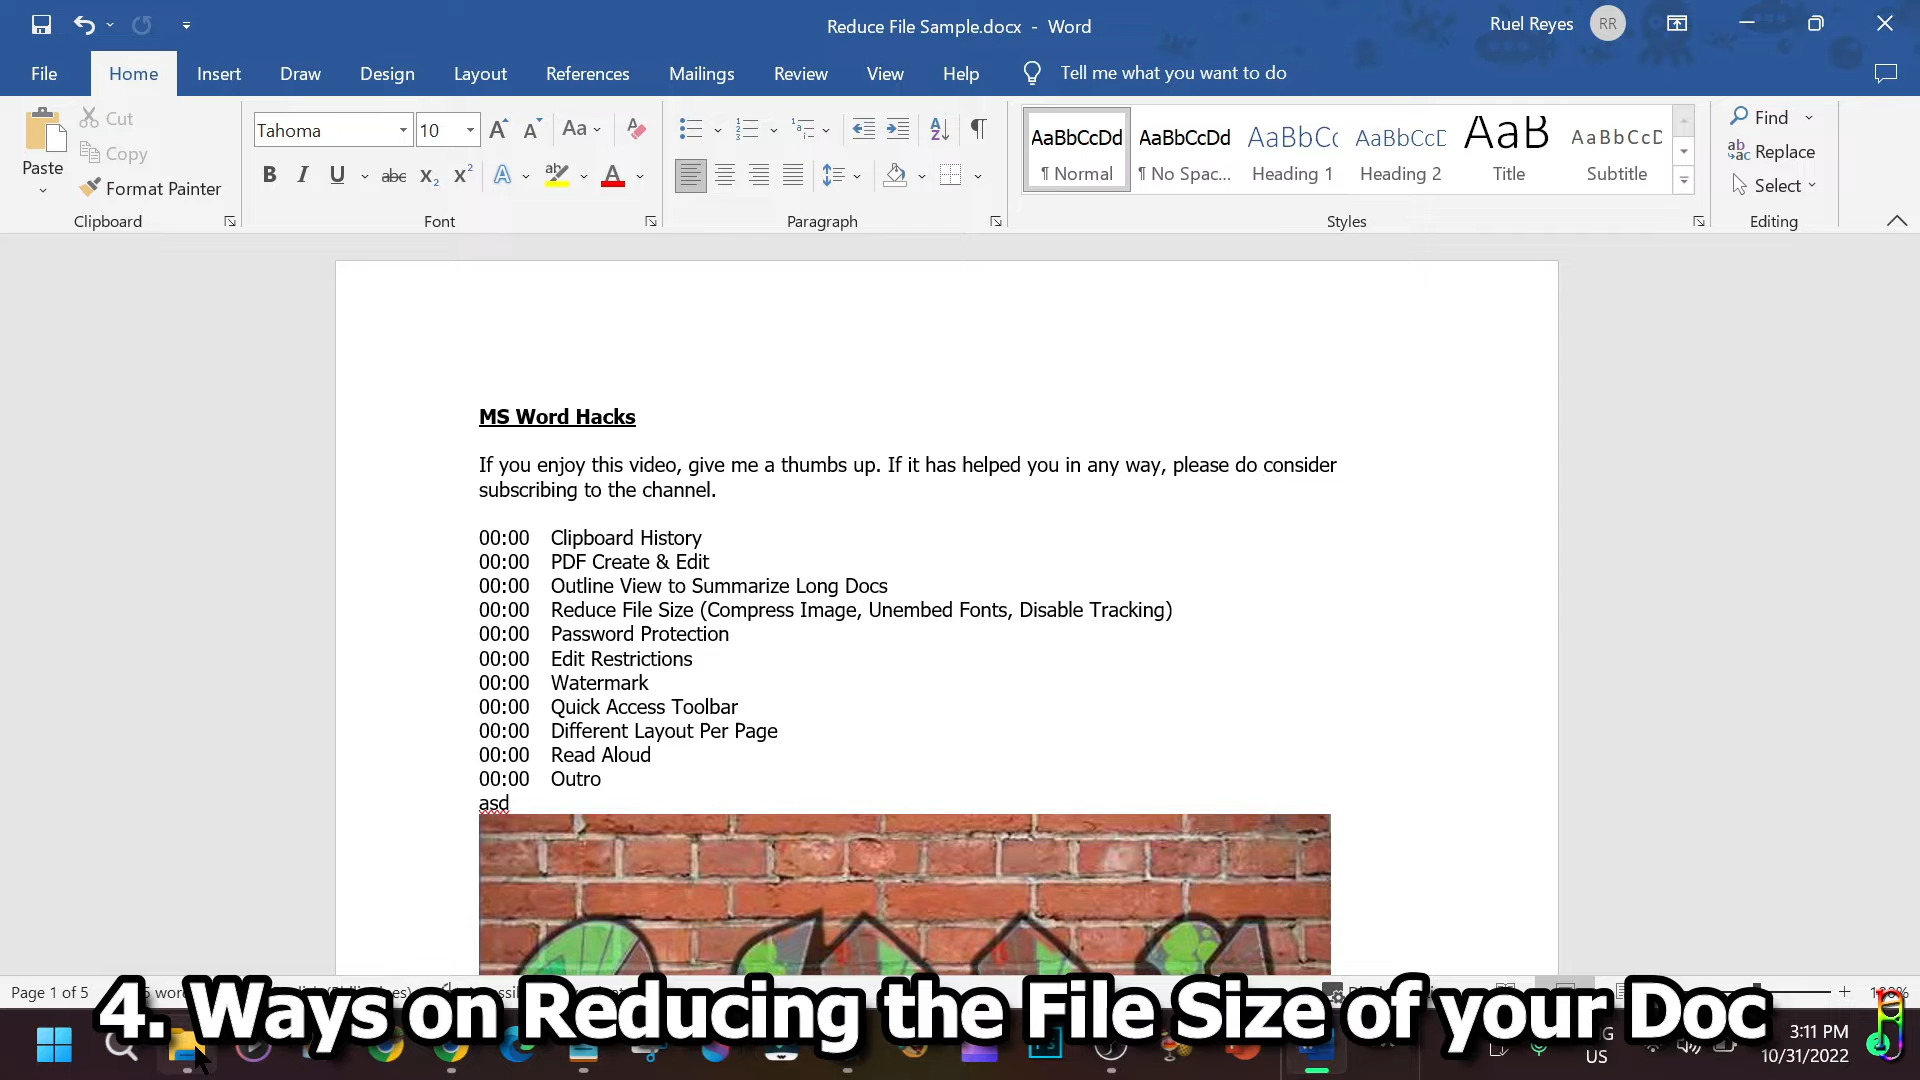 Reduce File Sample.docx - Word
Ruel Reyes
RR
File
Home
Insert
Draw
Design
Layout
References
Mailings
Review
View
Help
Tell me what you want to do
Paste
Cut
Copy
Format Painter
Clipboard
Tahoma
10
Font
Paragraph
AaBbCcDd
¶ Normal
AaBbCcDd
¶ No Spac...
AaBbCc
Heading 1
AaBbCcD
Heading 2
AaB
Title
AaBbCcD
Subtitle
Styles
Find
Replace
Select
Editing
MS Word Hacks
If you enjoy this video, give me a thumbs up. If it has helped you in any way, please do consider
subscribing to the channel.
00:00 Clipboard History
00:00 PDF Create & Edit
00:00 Outline View to Summarize Long Docs
00:00 Reduce File Size (Compress Image, Unembed Fonts, Disable Tracking)
00:00 Password Protection
00:00 Edit Restrictions
00:00 Watermark
00:00 Quick Access Toolbar
00:00 Different Layout Per Page
00:00 Read Aloud
00:00 Outro
asd
Page 1 of 5
4. Ways on Reducing the File Size of your Doc
US
3:11 PM
10/31/2022